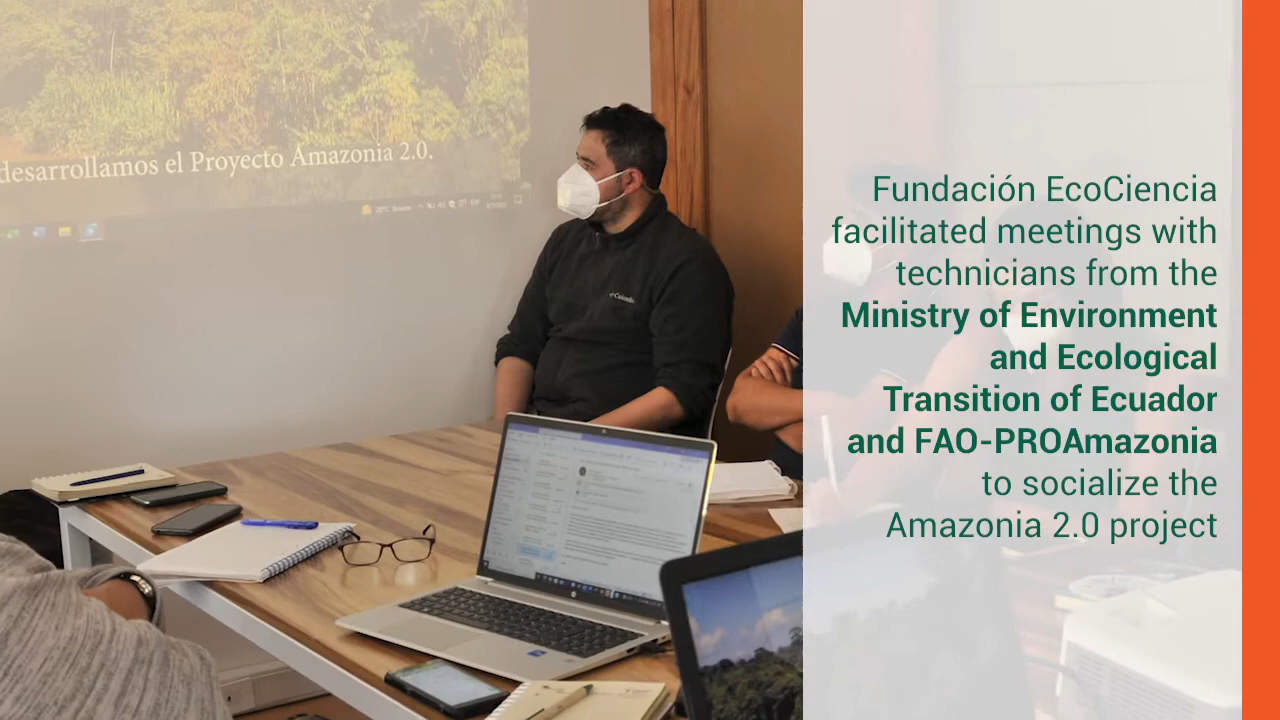 desarrollamos el Proyecto Amazonia 2.0.
Columbia
Fundación EcoCiencia
facilitated meetings with
technicians from the
Ministry of Environment
and Ecological
Transition of Ecuador
and FAO-PROAmazonia
to socialize the
Amazonia 2.0 project